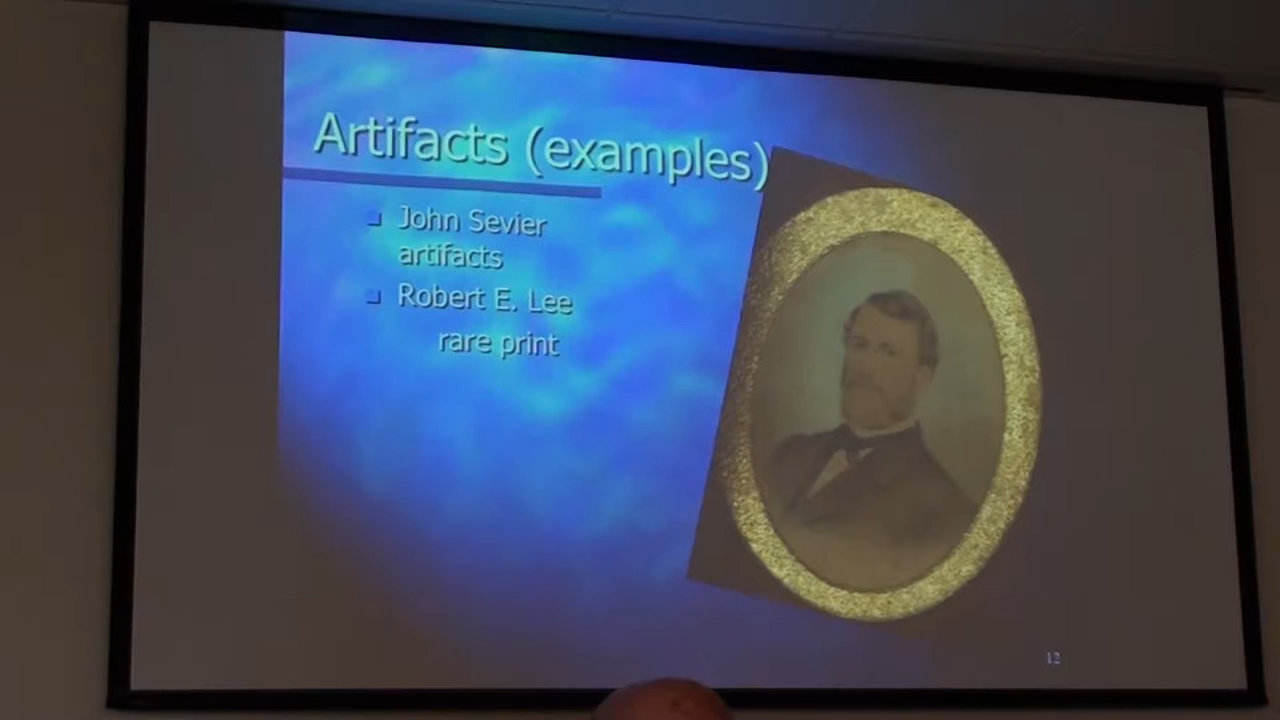 Artifacts (examples)
John Sevier
artifacts
Robert E. Lee
rare print
12